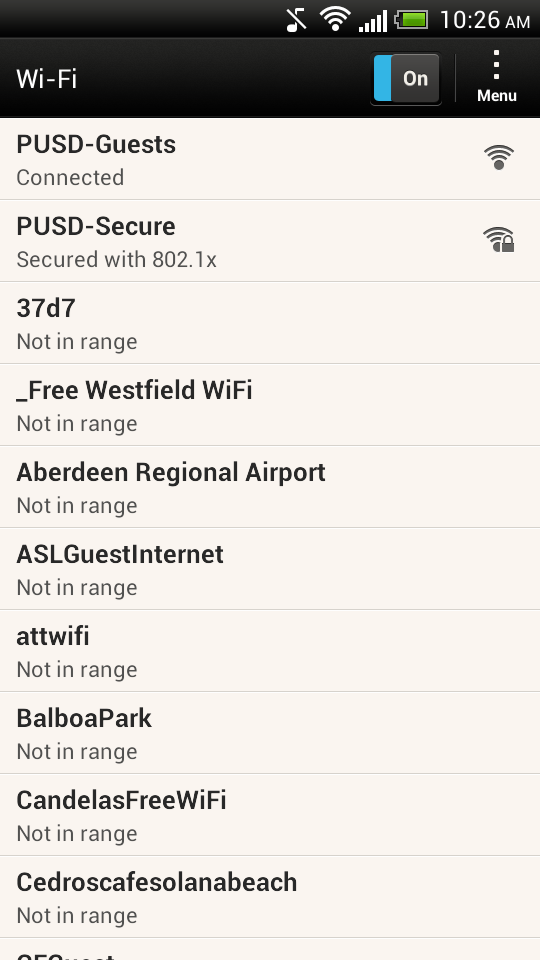 10:26 AM
Wi-Fi
On
Menu
PUSD-Guests
Connected
PUSD-Secure
Secured with 802.1x
37d7
Not in range
_Free Westfield WiFi
Not in range
Aberdeen Regional Airport
Not in range
ASLGuestInternet
Not in range
attwifi
Not in range
BalboaPark
Not in range
CandelasFreeWiFi
Not in range
Cedroscafesolanabeach
Not in range